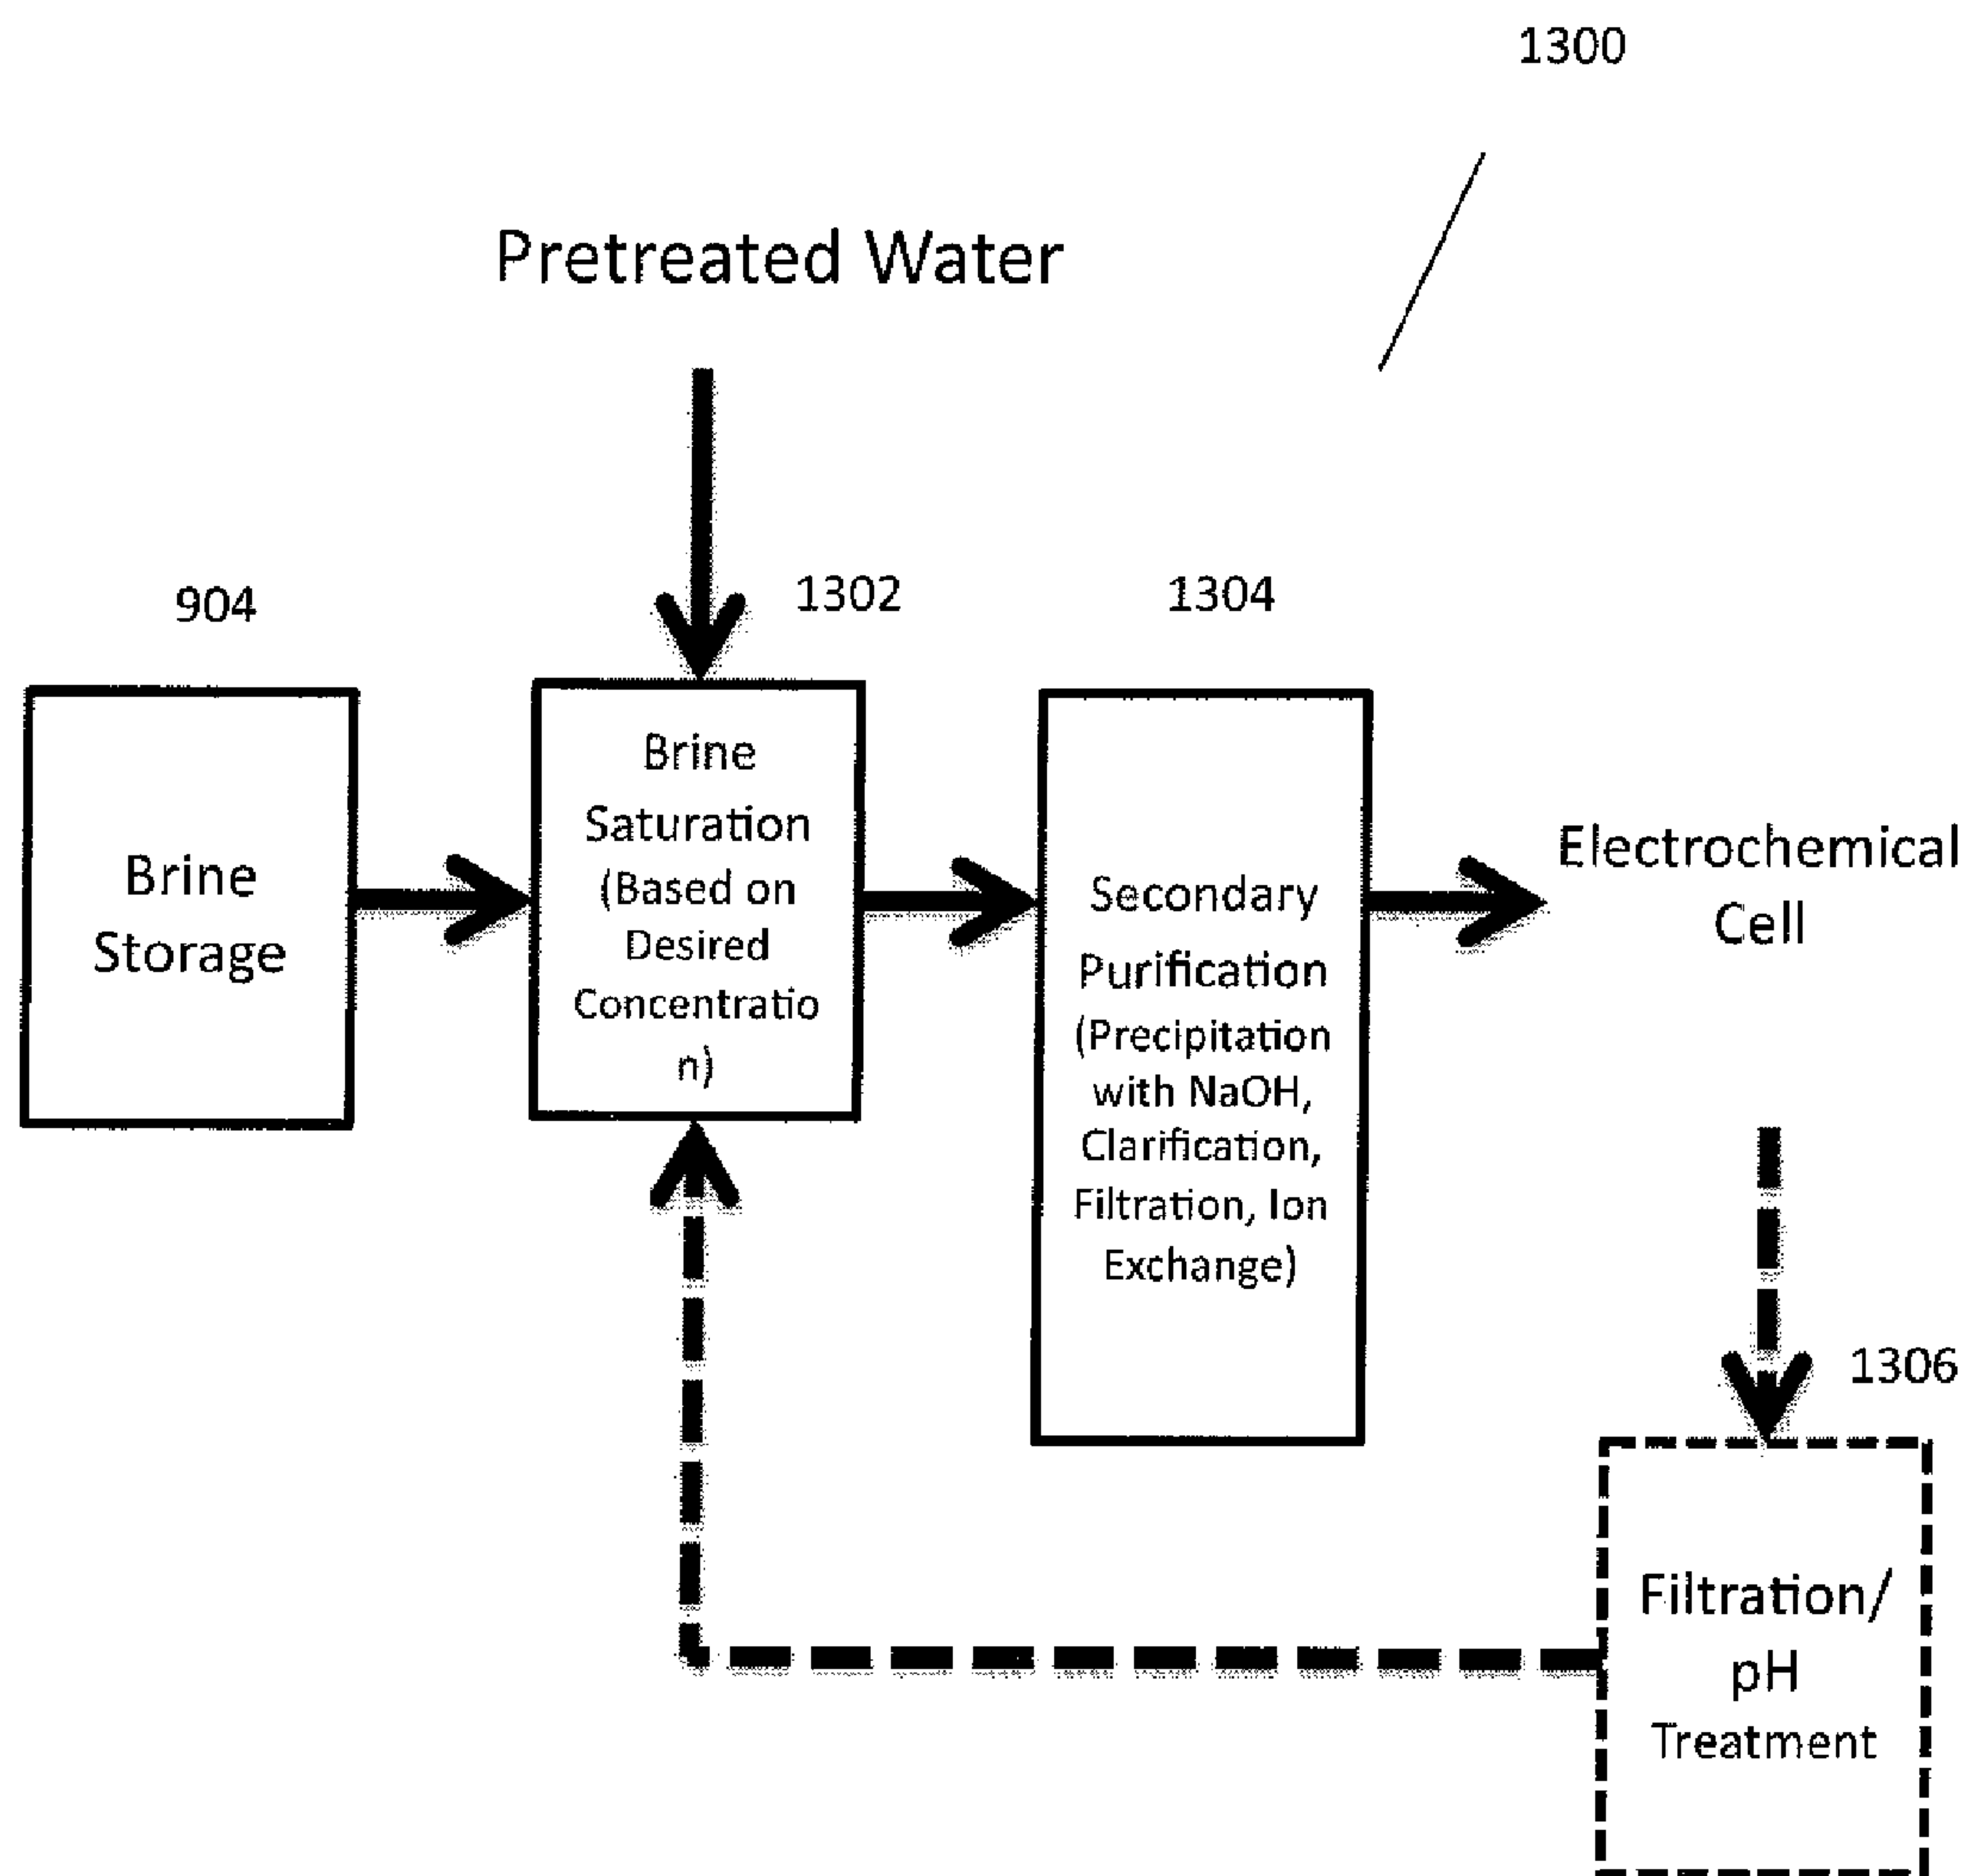 1300
Pretreated Water
904
1302
1304
Brine
Storage
Brine
Saturation
(Based on
Desired
Concentratio
n)
Secondary
Purification
(Precipitation
with NaOH,
Clarification,
Filtration, Ion
Exchange)
Electrochemical
Cell
1306
Filtration/
pH
Treatment